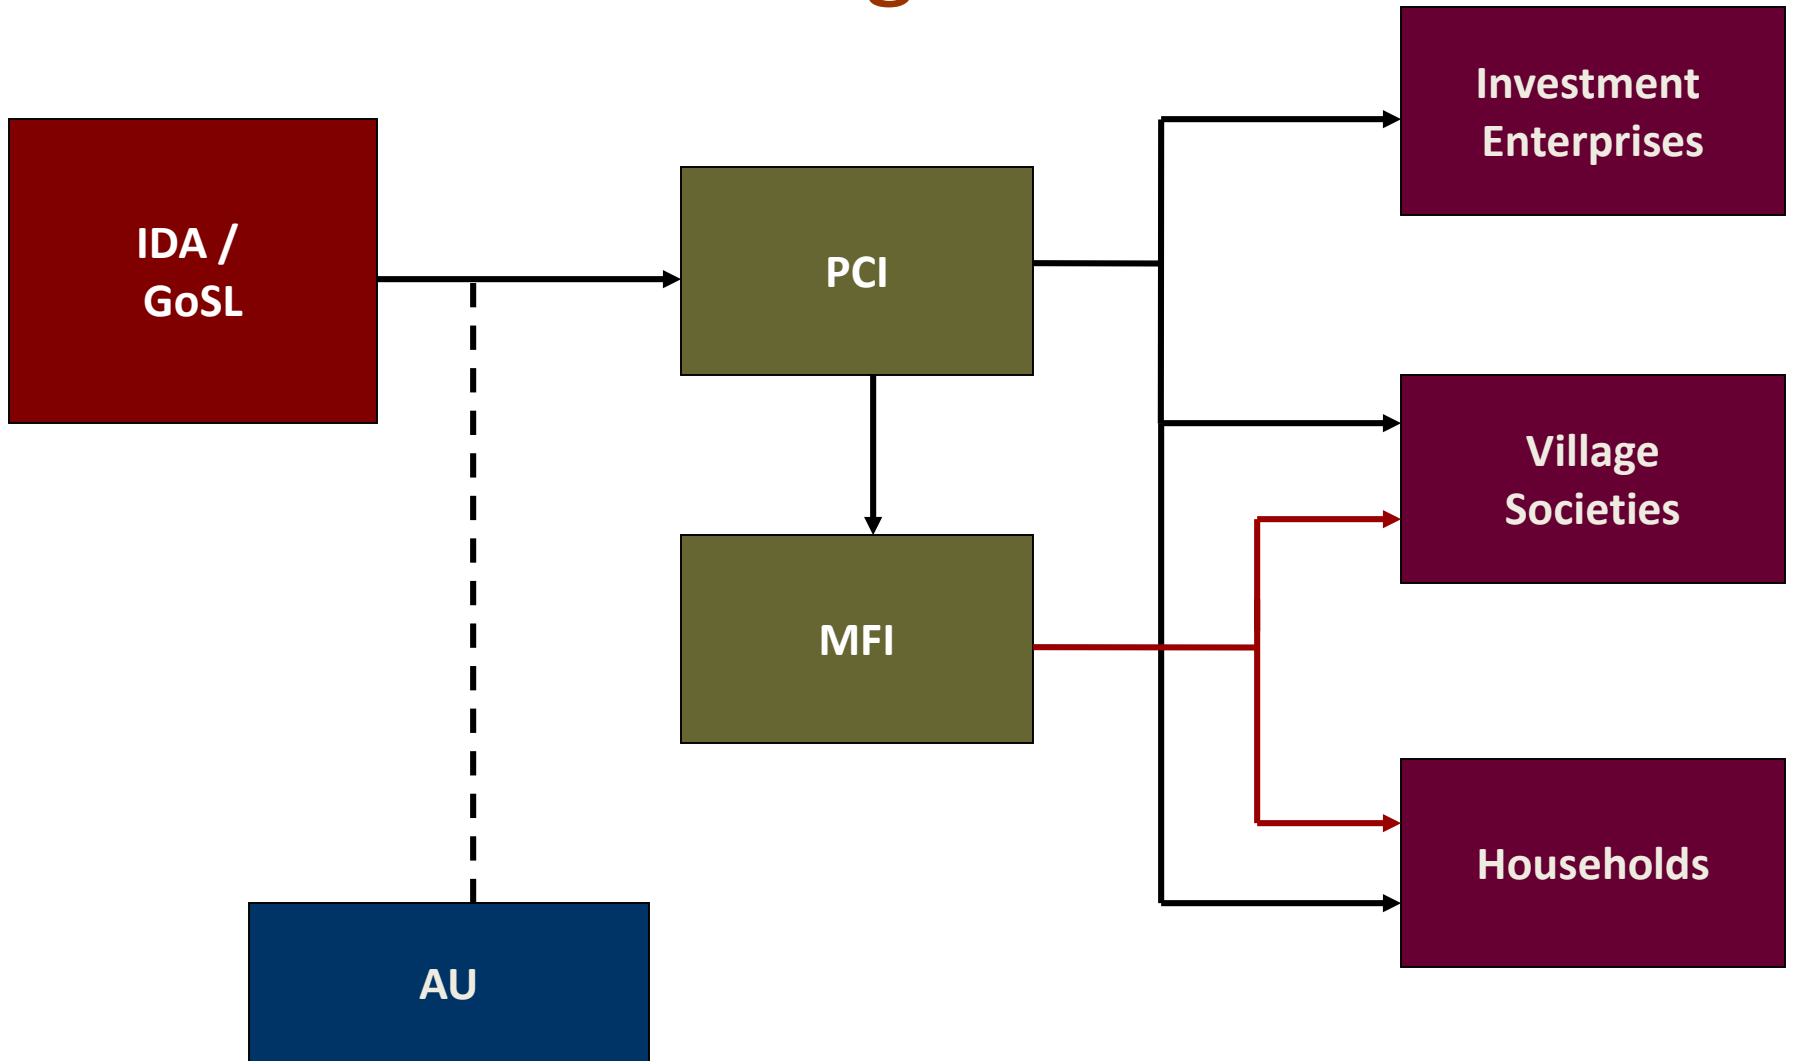 Investment
Enterprises
IDA /
GoSL
PCI
Village
Societies
MFI
Households
AU